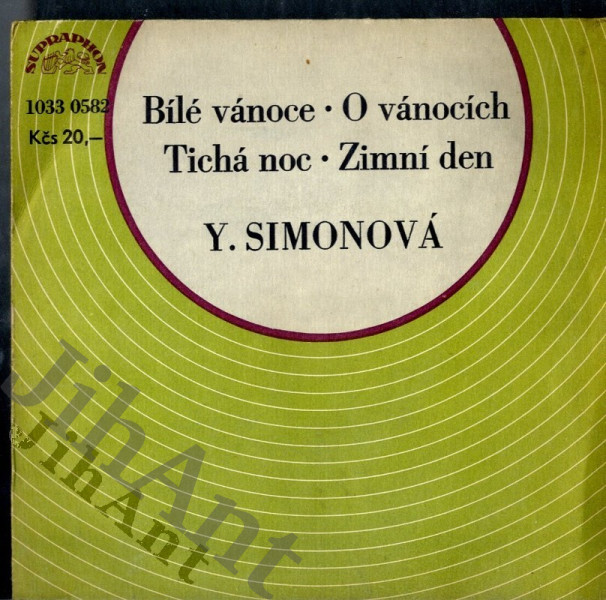 SUPRAPHON
1033 0582
Kčs 20,—
Bílé vánoce · O vánocích
Tichá noc · Zimní den
Y. SIMONOVÁ
JihAnt
JihAnt